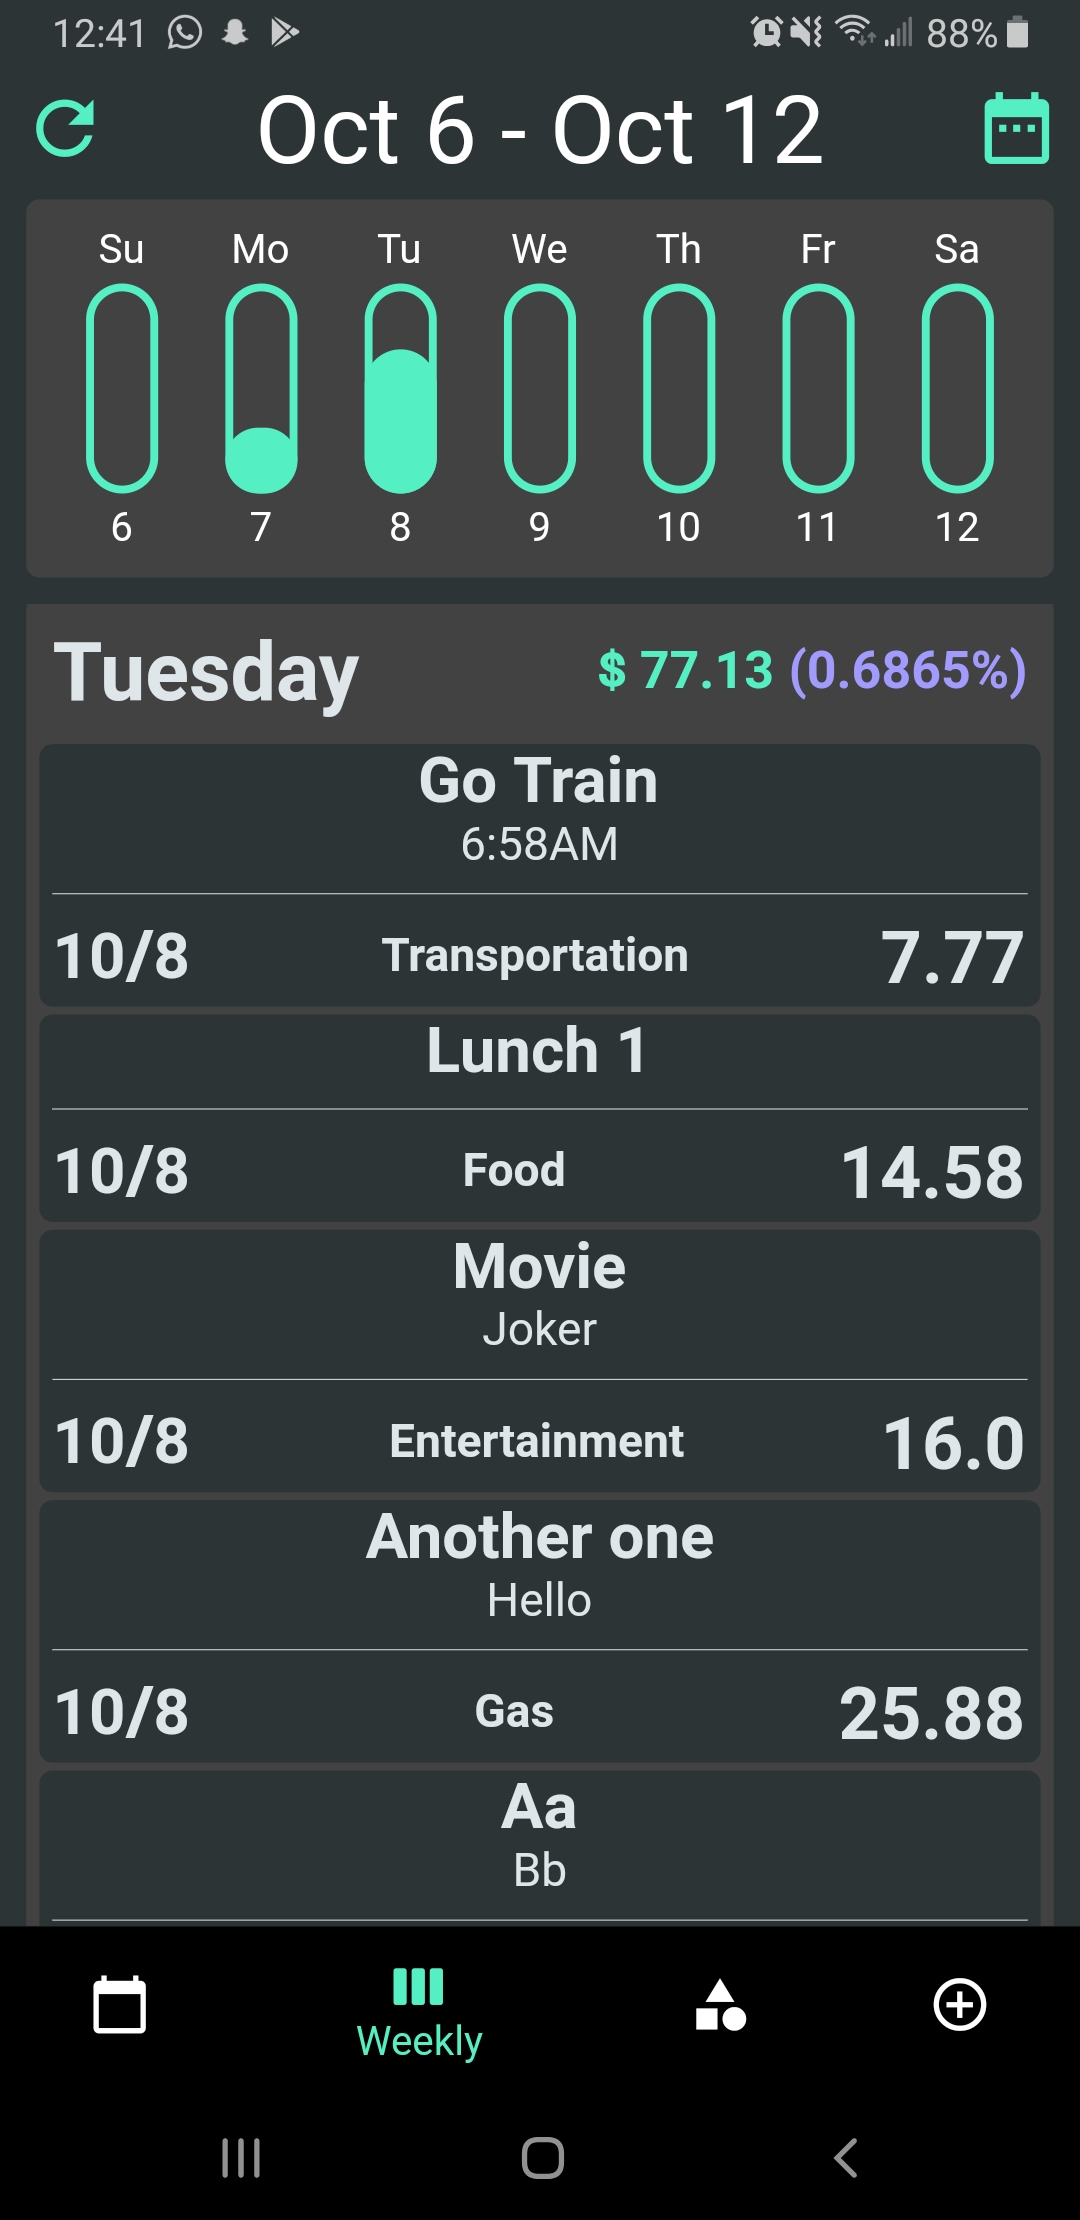 12:41 88%
Oct 6 - Oct 12
Su Mo Tu We Th Fr Sa
6 7 8 9 10 11 12
Tuesday $ 77.13 (0.6865%)
Go Train
6:58AM
10/8 Transportation 7.77
Lunch 1
10/8 Food 14.58
Movie
Joker
10/8 Entertainment 16.0
Another one
Hello
10/8 Gas 25.88
Aa
Bb
Weekly